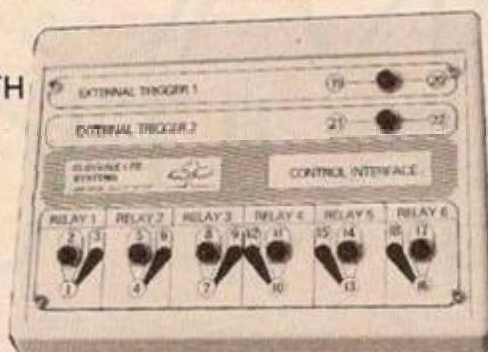 TH
EXTERNAL TRIGGER 1 19 20
EXTERNAL TRIGGER 2 21 22
SYSTEMS
CONTROL INTERFACE
RELAY 1 RELAY 2 RELAY 3 RELAY 4 RELAY 5 RELAY 6
2 3 5 6 8 9 12 11 15 14 18 17
1 4 7 10 13 16